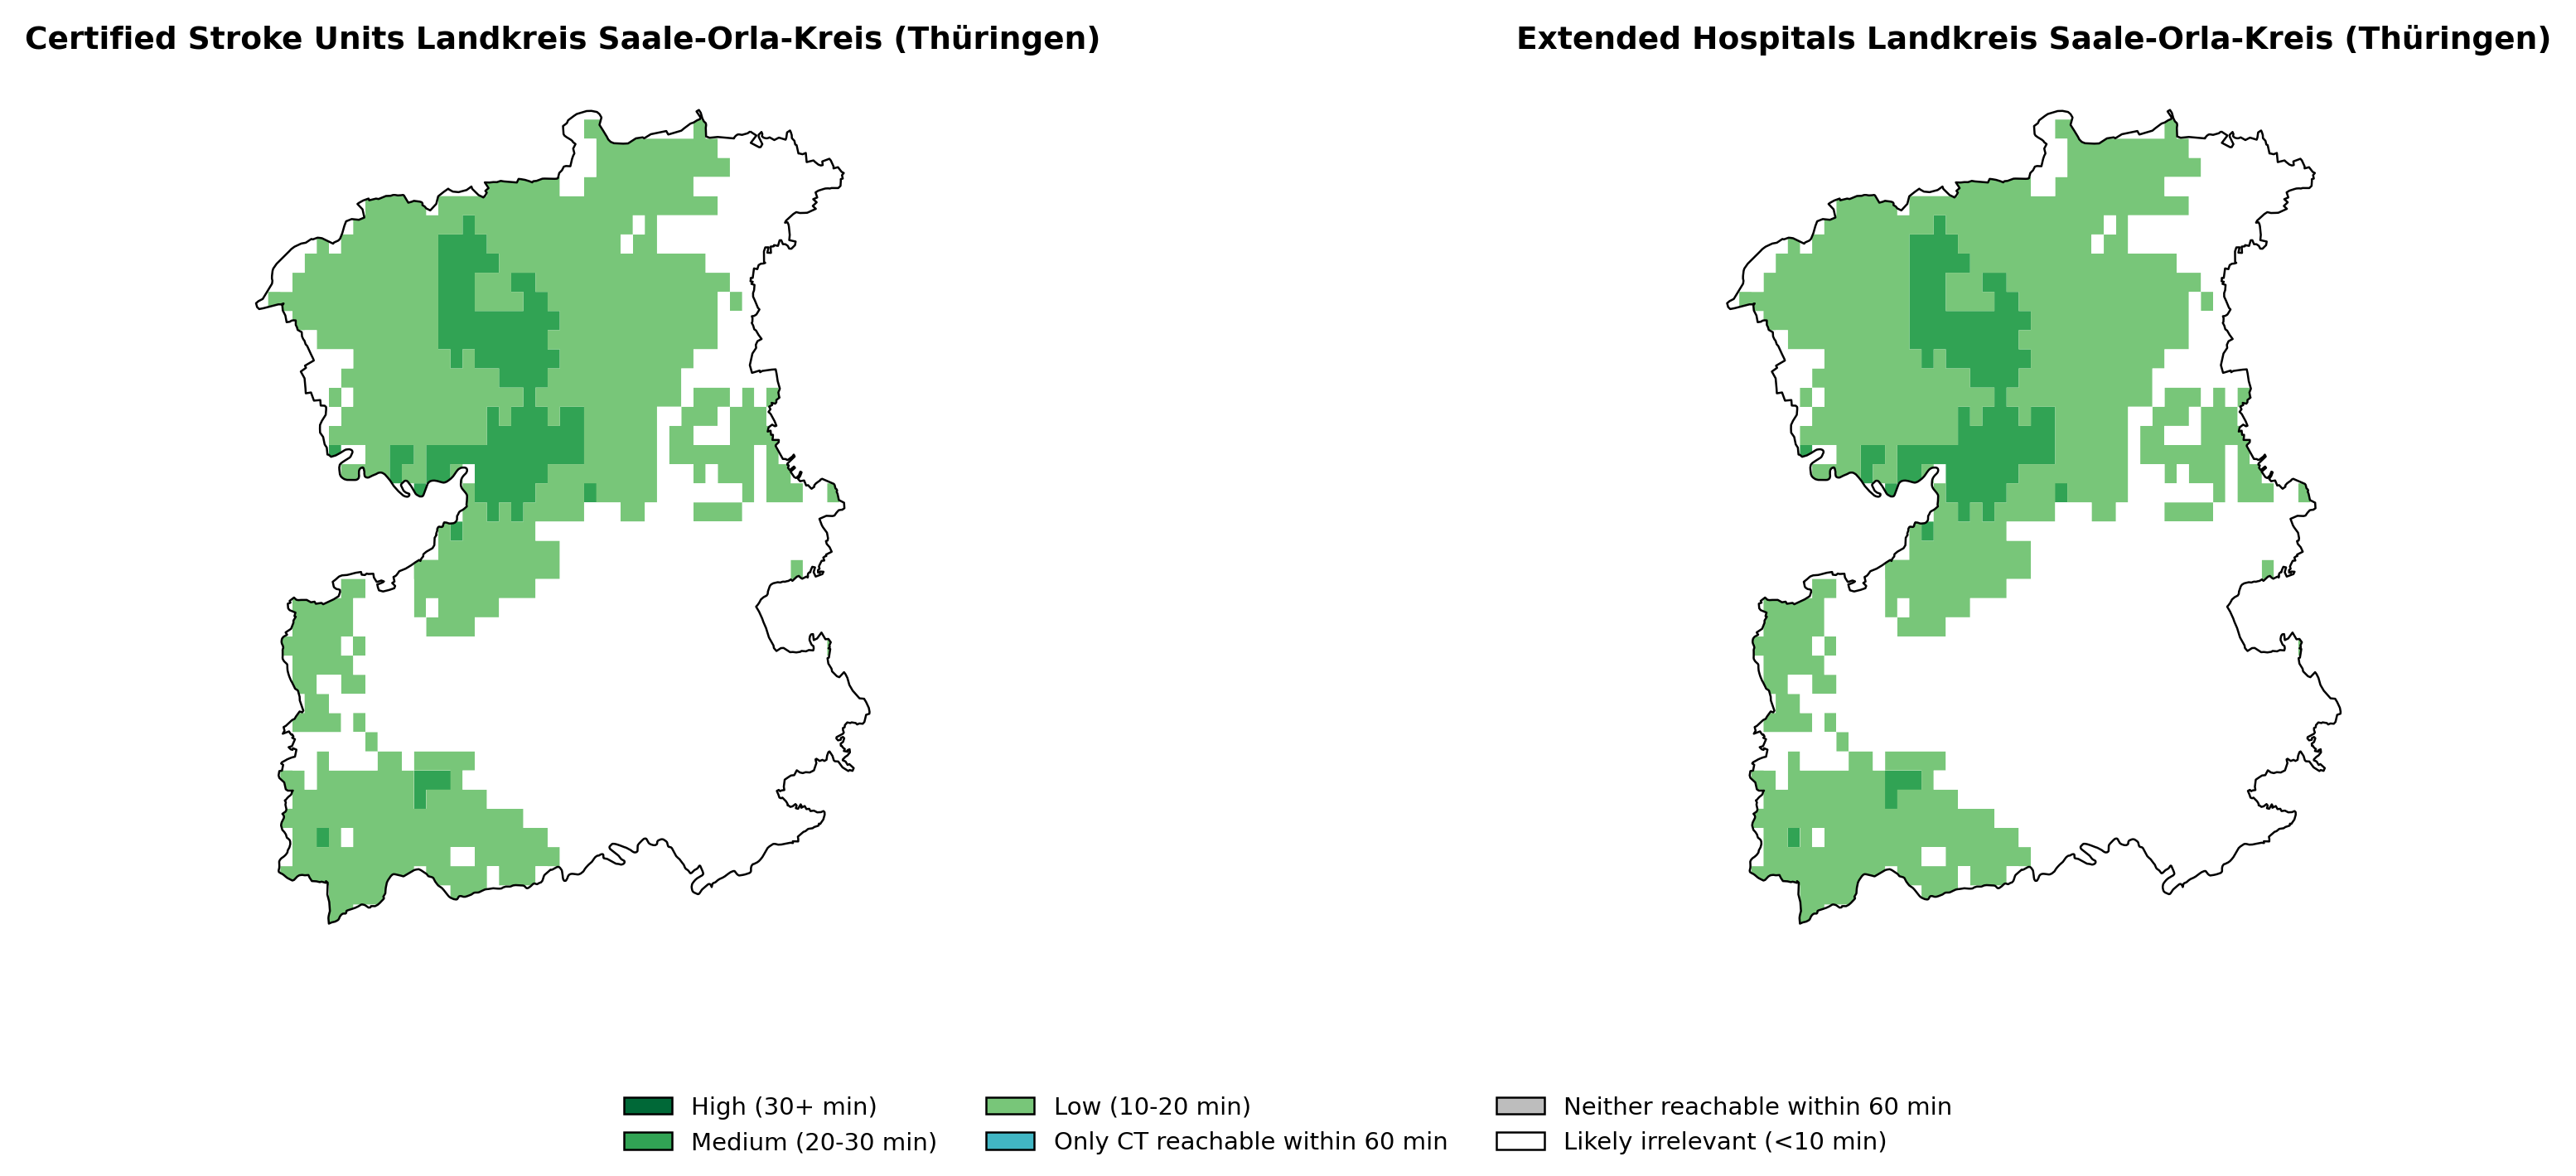 Certified Stroke Units Landkreis Saale-Orla-Kreis (Thüringen)
Extended Hospitals Landkreis Saale-Orla-Kreis (Thüringen)
High (30+ min)
Medium (20-30 min)
Low (10-20 min)
Only CT reachable within 60 min
Neither reachable within 60 min
Likely irrelevant (<10 min)